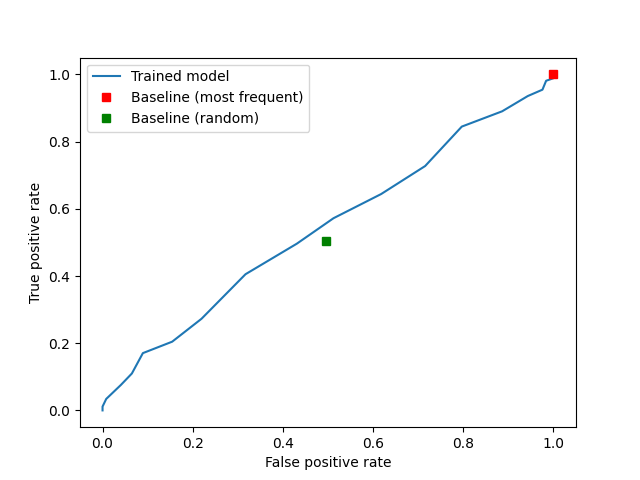 Trained model
Baseline (most frequent)
Baseline (random)
True positive rate
1.0
0.8
0.6
0.4
0.2
0.0
0.0 0.2 0.4 0.6 0.8 1.0
False positive rate